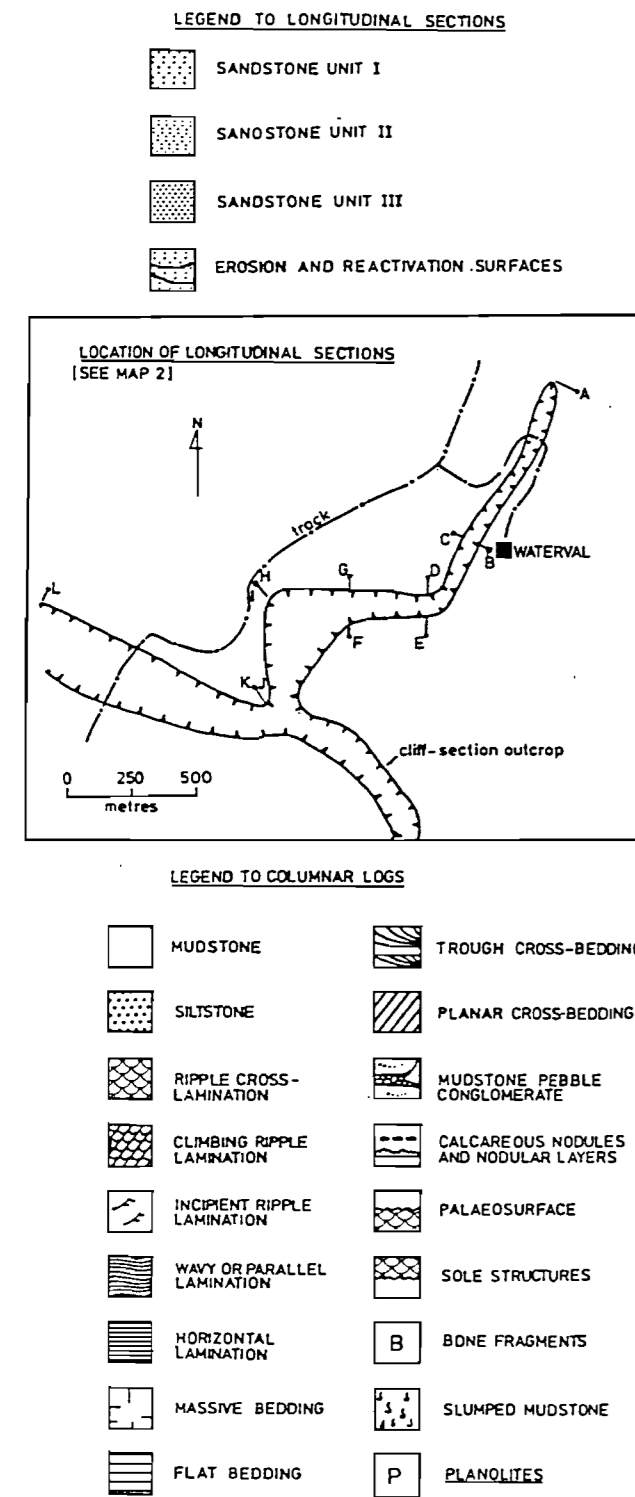 LEGEND TO LONGITUDINAL SECTIONS
SANDSTONE UNIT I
SANDSTONE UNIT II
SANDSTONE UNIT III
EROSION AND REACTIVATION SURFACES
LOCATION OF LONGITUDINAL SECTIONS
[SEE MAP 2]
N
A
track
C
B
WATERVAL
H
I
G
D
L
F
E
K
J
cliff-section outcrop
0 250 500
metres
LEGEND TO COLUMNAR LOGS
MUDSTONE
SILTSTONE
RIPPLE CROSS-
LAMINATION
CLIMBING RIPPLE
LAMINATION
INCIPIENT RIPPLE
LAMINATION
WAVY OR PARALLEL
LAMINATION
HORIZONTAL
LAMINATION
MASSIVE BEDDING
FLAT BEDDING
TROUGH CROSS-BEDDING
PLANAR CROSS-BEDDING
MUDSTONE PEBBLE
CONGLOMERATE
CALCAREOUS NODULES
AND NODULAR LAYERS
PALAEOSURFACE
SOLE STRUCTURES
B BONE FRAGMENTS
SLUMPED MUDSTONE
P PLANOLITES